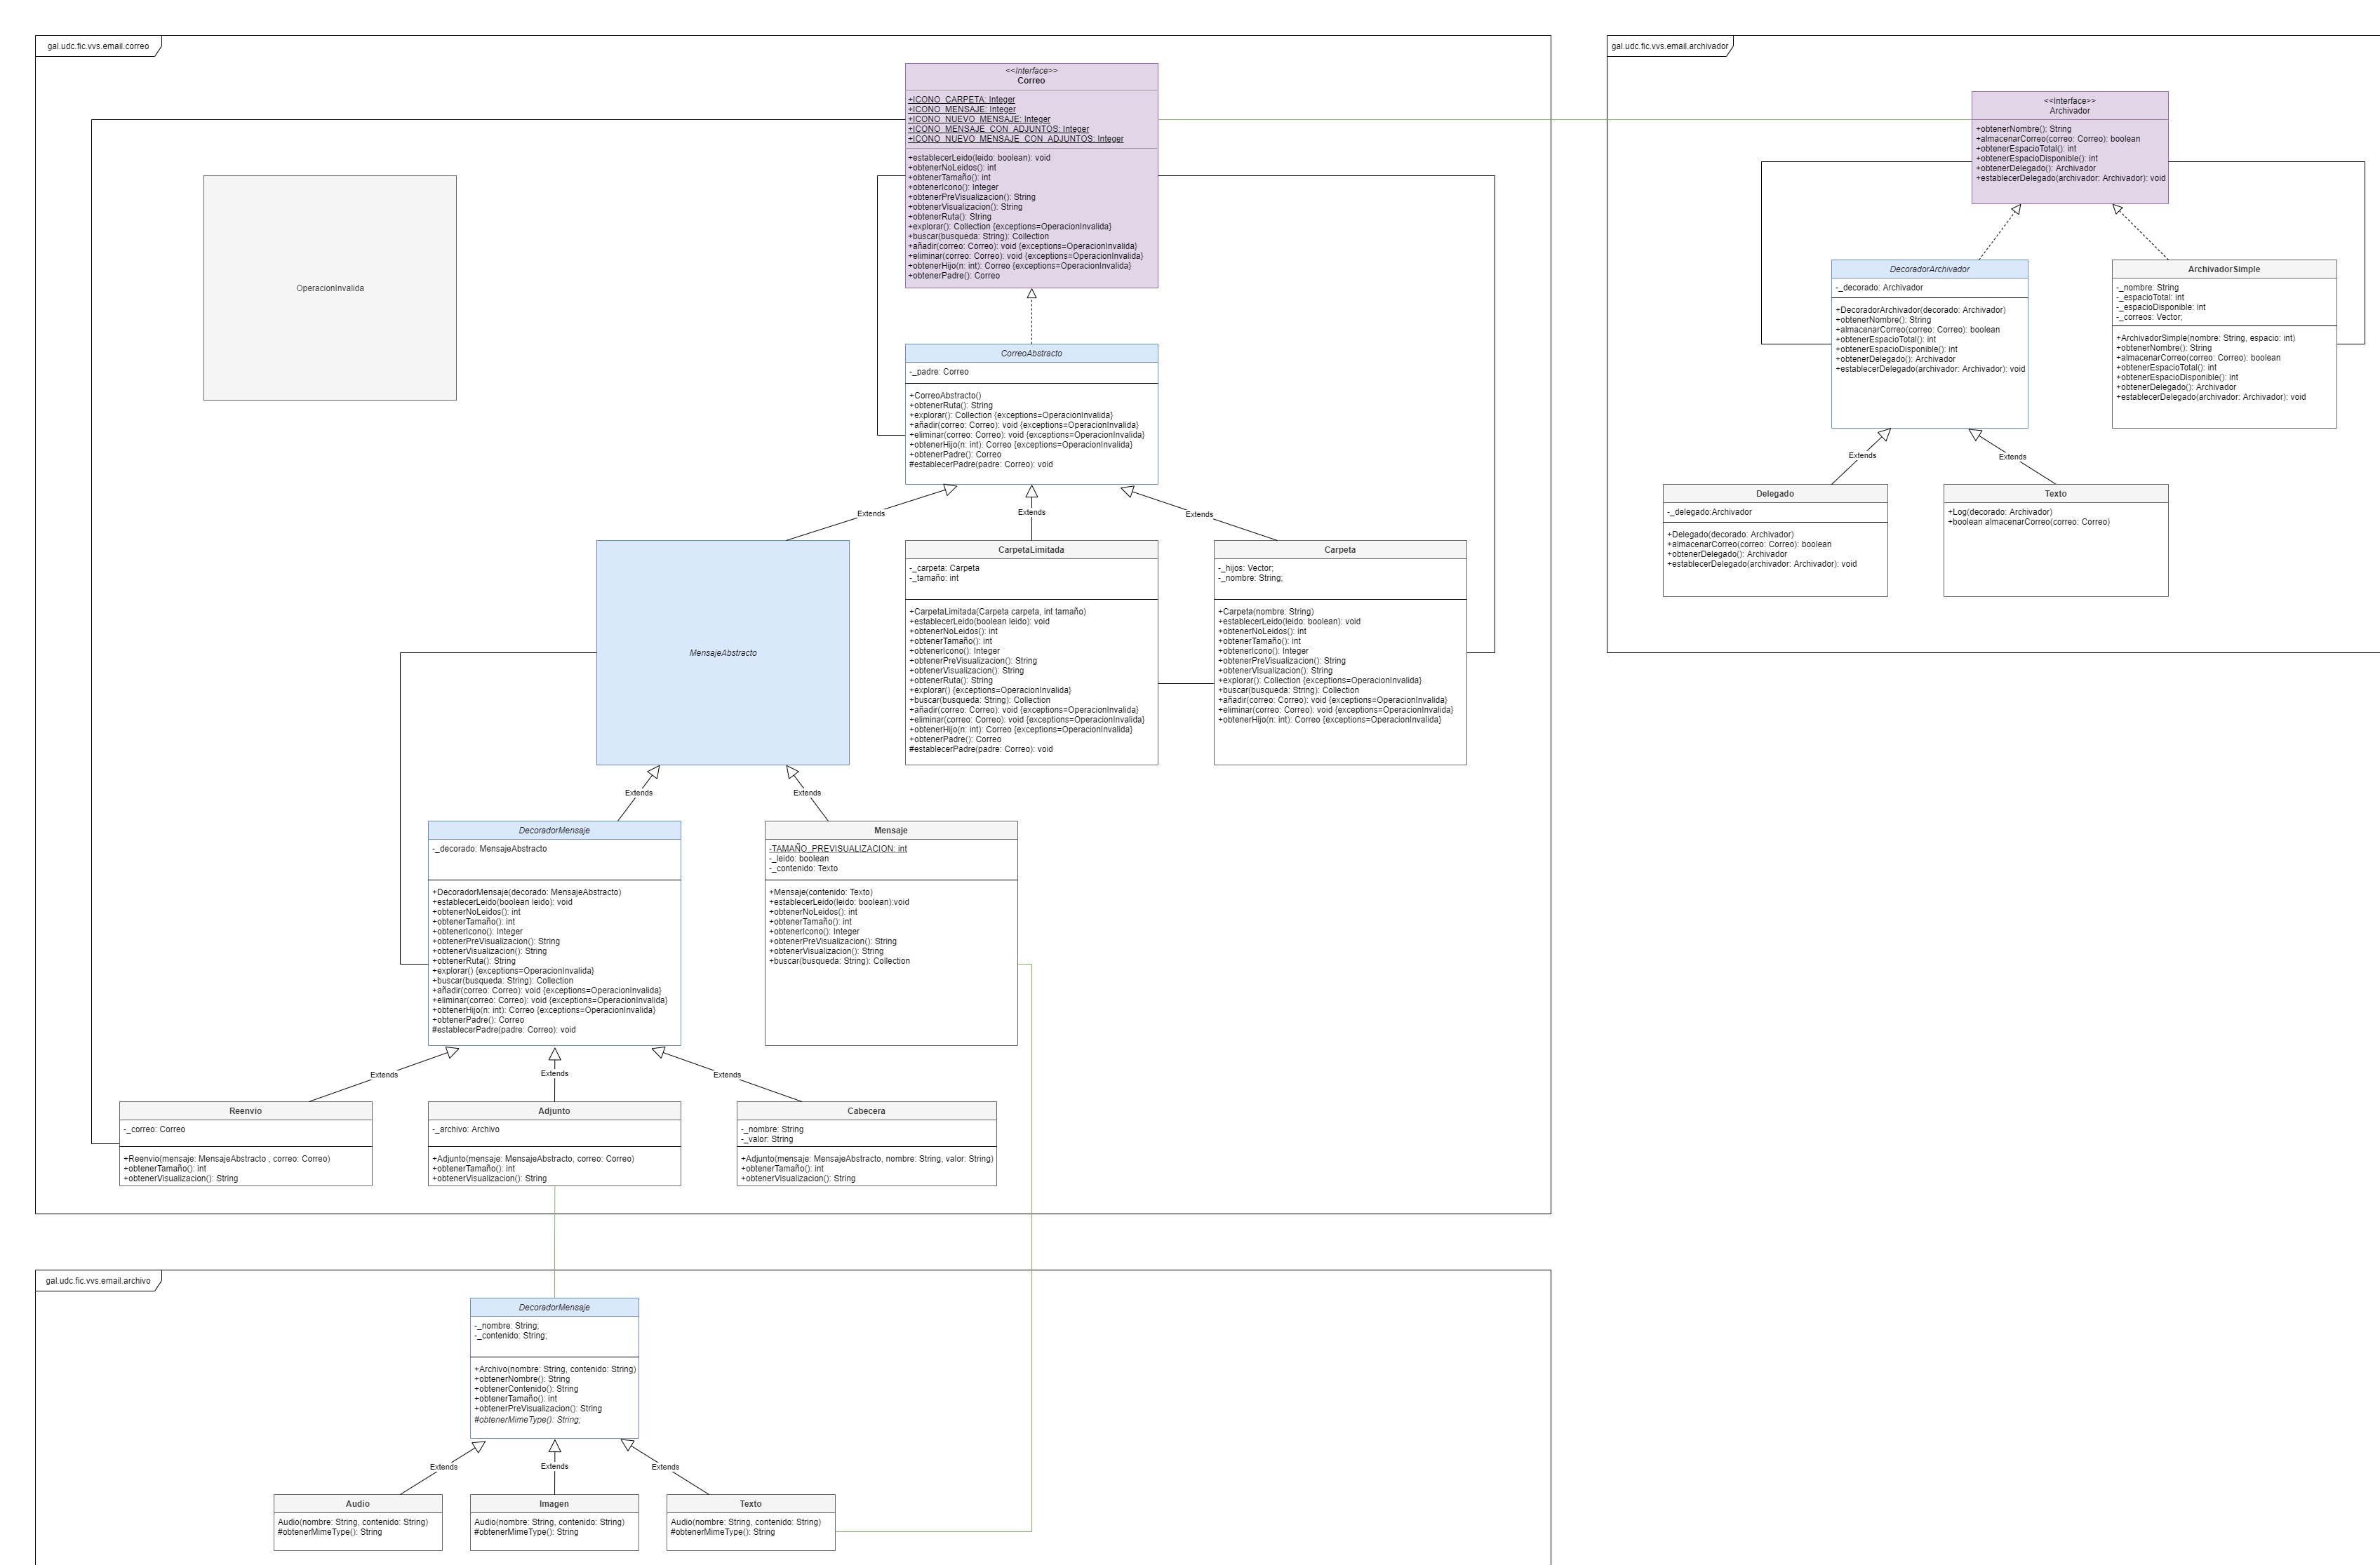 gal.udc.fic.vvs.email.correo
<<Interface>>
Correo
+ICONO_CARPETA: Integer
+ICONO_MENSAJE: Integer
+ICONO_NUEVO_MENSAJE: Integer
+ICONO_MENSAJE_CON_ADJUNTOS: Integer
+ICONO_NUEVO_MENSAJE_CON_ADJUNTOS: Integer
+establecerLeido(leido: boolean): void
+obtenerNoLeidos(): int
+obtenerTamaño(): int
+obtenerIcono(): Integer
+obtenerPreVisualizacion(): String
+obtenerVisualizacion(): String
+obtenerRuta(): String
+explorar(): Collection {exceptions=OperacionInvalida}
+buscar(busqueda: String): Collection
+añadir(correo: Correo): void {exceptions=OperacionInvalida}
+eliminar(correo: Correo): void {exceptions=OperacionInvalida}
+obtenerHijo(n: int): Correo {exceptions=OperacionInvalida}
+obtenerPadre(): Correo
OperacionInvalida
CorreoAbstracto
-_padre: Correo
+CorreoAbstracto()
+obtenerRuta(): String
+explorar(): Collection {exceptions=OperacionInvalida}
+añadir(correo: Correo): void {exceptions=OperacionInvalida}
+eliminar(correo: Correo): void {exceptions=OperacionInvalida}
+obtenerHijo(n: int): Correo {exceptions=OperacionInvalida}
+obtenerPadre(): Correo
#establecerPadre(padre: Correo): void
Extends
Extends
Extends
MensajeAbstracto
CarpetaLimitada
-_carpeta: Carpeta
-_tamaño: int
+CarpetaLimitada(Carpeta carpeta, int tamaño)
+establecerLeido(boolean leido): void
+obtenerNoLeidos(): int
+obtenerTamaño(): int
+obtenerIcono(): Integer
+obtenerPreVisualizacion(): String
+obtenerVisualizacion(): String
+obtenerRuta(): String
+explorar() {exceptions=OperacionInvalida}
+buscar(busqueda: String): Collection
+añadir(correo: Correo): void {exceptions=OperacionInvalida}
+eliminar(correo: Correo): void {exceptions=OperacionInvalida}
+obtenerHijo(n: int): Correo {exceptions=OperacionInvalida}
+obtenerPadre(): Correo
#establecerPadre(padre: Correo): void
Carpeta
-_hijos: Vector;
-_nombre: String;
+Carpeta(nombre: String)
+establecerLeido(leido: boolean): void
+obtenerNoLeidos(): int
+obtenerTamaño(): int
+obtenerIcono(): Integer
+obtenerPreVisualizacion(): String
+obtenerVisualizacion(): String
+explorar(): Collection {exceptions=OperacionInvalida}
+buscar(busqueda: String): Collection
+añadir(correo: Correo): void {exceptions=OperacionInvalida}
+eliminar(correo: Correo): void {exceptions=OperacionInvalida}
+obtenerHijo(n: int): Correo {exceptions=OperacionInvalida}
Extends
Extends
DecoradorMensaje
-_decorado: MensajeAbstracto
+DecoradorMensaje(decorado: MensajeAbstracto)
+establecerLeido(boolean leido): void
+obtenerNoLeidos(): int
+obtenerTamaño(): int
+obtenerIcono(): Integer
+obtenerPreVisualizacion(): String
+obtenerVisualizacion(): String
+obtenerRuta(): String
+explorar() {exceptions=OperacionInvalida}
+buscar(busqueda: String): Collection
+añadir(correo: Correo): void {exceptions=OperacionInvalida}
+eliminar(correo: Correo): void {exceptions=OperacionInvalida}
+obtenerHijo(n: int): Correo {exceptions=OperacionInvalida}
+obtenerPadre(): Correo
#establecerPadre(padre: Correo): void
Mensaje
-TAMAÑO_PREVISUALIZACION: int
-_leido: boolean
-_contenido: Texto
+Mensaje(contenido: Texto)
+establecerLeido(leido: boolean):void
+obtenerNoLeidos(): int
+obtenerTamaño(): int
+obtenerIcono(): Integer
+obtenerPreVisualizacion(): String
+obtenerVisualizacion(): String
+buscar(busqueda: String): Collection
Extends
Extends
Extends
Reenvio
-_correo: Correo
+Reenvio(mensaje: MensajeAbstracto , correo: Correo)
+obtenerTamaño(): int
+obtenerVisualizacion(): String
Adjunto
-_archivo: Archivo
+Adjunto(mensaje: MensajeAbstracto, correo: Correo)
+obtenerTamaño(): int
+obtenerVisualizacion(): String
Cabecera
-_nombre: String
-_valor: String
+Adjunto(mensaje: MensajeAbstracto, nombre: String, valor: String)
+obtenerTamaño(): int
+obtenerVisualizacion(): String
gal.udc.fic.vvs.email.archivador
<<Interface>>
Archivador
+obtenerNombre(): String
+almacenarCorreo(correo: Correo): boolean
+obtenerEspacioTotal(): int
+obtenerEspacioDisponible(): int
+obtenerDelegado(): Archivador
+establecerDelegado(archivador: Archivador): void
DecoradorArchivador
-_decorado: Archivador
+DecoradorArchivador(decorado: Archivador)
+obtenerNombre(): String
+almacenarCorreo(correo: Correo): boolean
+obtenerEspacioTotal(): int
+obtenerEspacioDisponible(): int
+obtenerDelegado(): Archivador
+establecerDelegado(archivador: Archivador): void
ArchivadorSimple
-_nombre: String
-_espacioTotal: int
-_espacioDisponible: int
-_correos: Vector;
+ArchivadorSimple(nombre: String, espacio: int)
+obtenerNombre(): String
+almacenarCorreo(correo: Correo): boolean
+obtenerEspacioTotal(): int
+obtenerEspacioDisponible(): int
+obtenerDelegado(): Archivador
+establecerDelegado(archivador: Archivador): void
Extends
Extends
Delegado
-_delegado:Archivador
+Delegado(decorado: Archivador)
+almacenarCorreo(correo: Correo): boolean
+obtenerDelegado(): Archivador
+establecerDelegado(archivador: Archivador): void
Texto
+Log(decorado: Archivador)
+boolean almacenarCorreo(correo: Correo)
gal.udc.fic.vvs.email.archivo
DecoradorMensaje
-_nombre: String;
-_contenido: String;
+Archivo(nombre: String, contenido: String)
+obtenerNombre(): String
+obtenerContenido(): String
+obtenerTamaño(): int
+obtenerPreVisualizacion(): String
#obtenerMimeType(): String;
Extends
Extends
Extends
Audio
Audio(nombre: String, contenido: String)
#obtenerMimeType(): String
Imagen
Audio(nombre: String, contenido: String)
#obtenerMimeType(): String
Texto
Audio(nombre: String, contenido: String)
#obtenerMimeType(): String